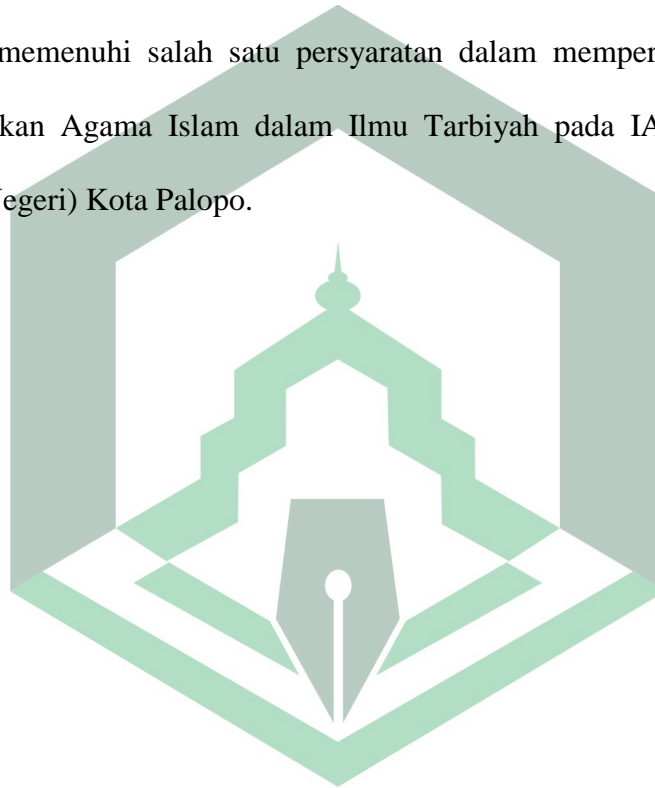 memenuhi salah satu persyaratan dalam memper
kan Agama Islam dalam Ilmu Tarbiyah pada IA
egeri) Kota Palopo.